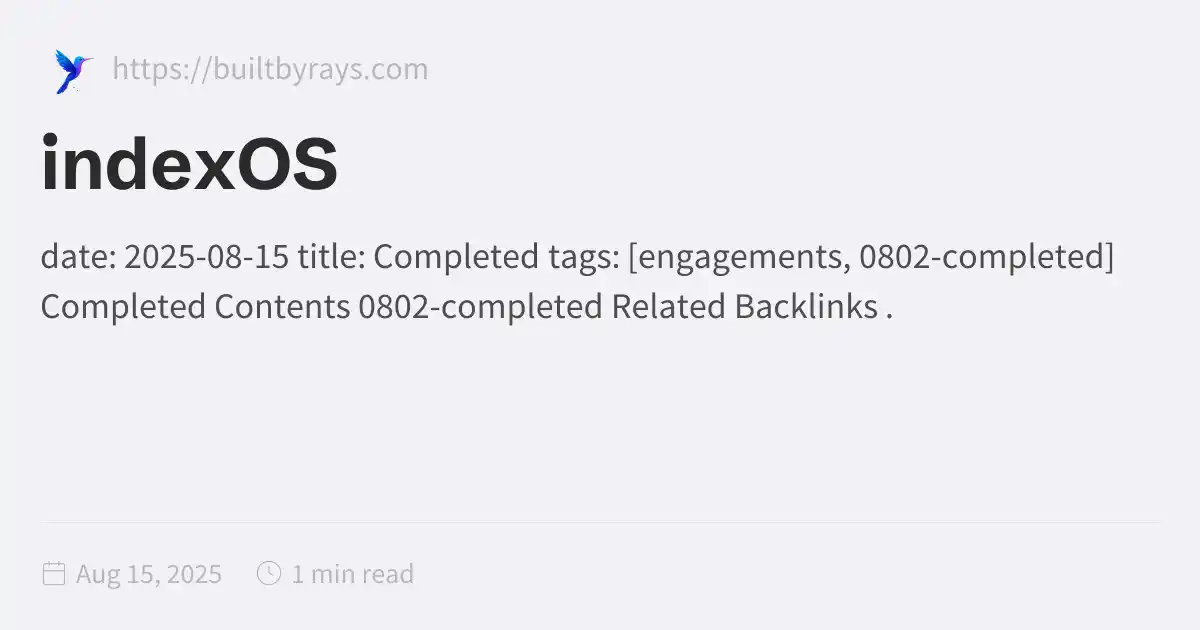 https://builtbyrays.com
indexOS
date: 2025-08-15 title: Completed tags: [engagements, 0802-completed]
Completed Contents 0802-completed Related Backlinks .
Aug 15, 2025 1 min read